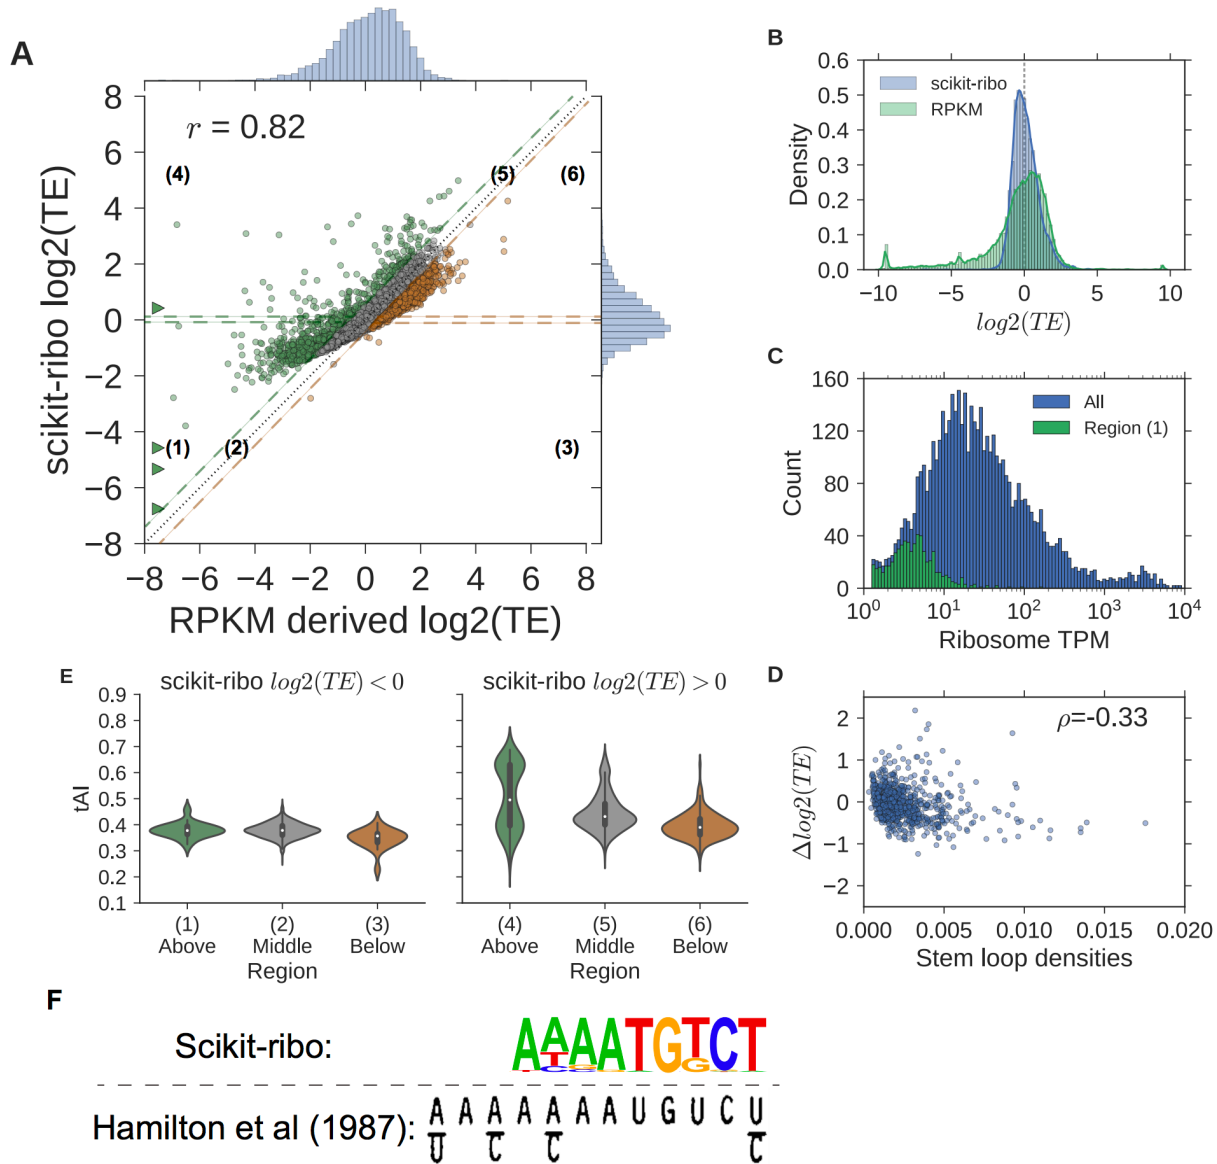 A
r = 0.82
(4)
(5)
(6)
(1)
(2)
(3)
8
6
4
2
0
−2
−4
−6
−8
scikit-ribo log2(TE)
−8 −6 −4 −2 0 2 4 6 8
RPKM derived log2(TE)
B
0.6
0.5
0.4
0.3
0.2
0.1
0.0
Density
scikit-ribo
RPKM
−10 −5 0 5 10
log2(TE)
C
160
120
80
40
0
Count
All
Region (1)
10^0 10^1 10^2 10^3 10^4
Ribosome TPM
D
ρ=-0.33
2
1
0
−1
−2
Δlog2(TE)
0.000 0.005 0.010 0.015 0.020
Stem loop densities
E
scikit-ribo log2(TE) < 0
scikit-ribo log2(TE) > 0
0.9
0.8
0.7
0.6
0.5
0.4
0.3
0.2
0.1
tAI
(1) (2) (3)
Above Middle Below
Region
(4) (5) (6)
Above Middle Below
Region
F
Scikit-ribo:
AAAATGTCT
T T G
C
Hamilton et al (1987):
A A A A A A A U G U C U
U C C C